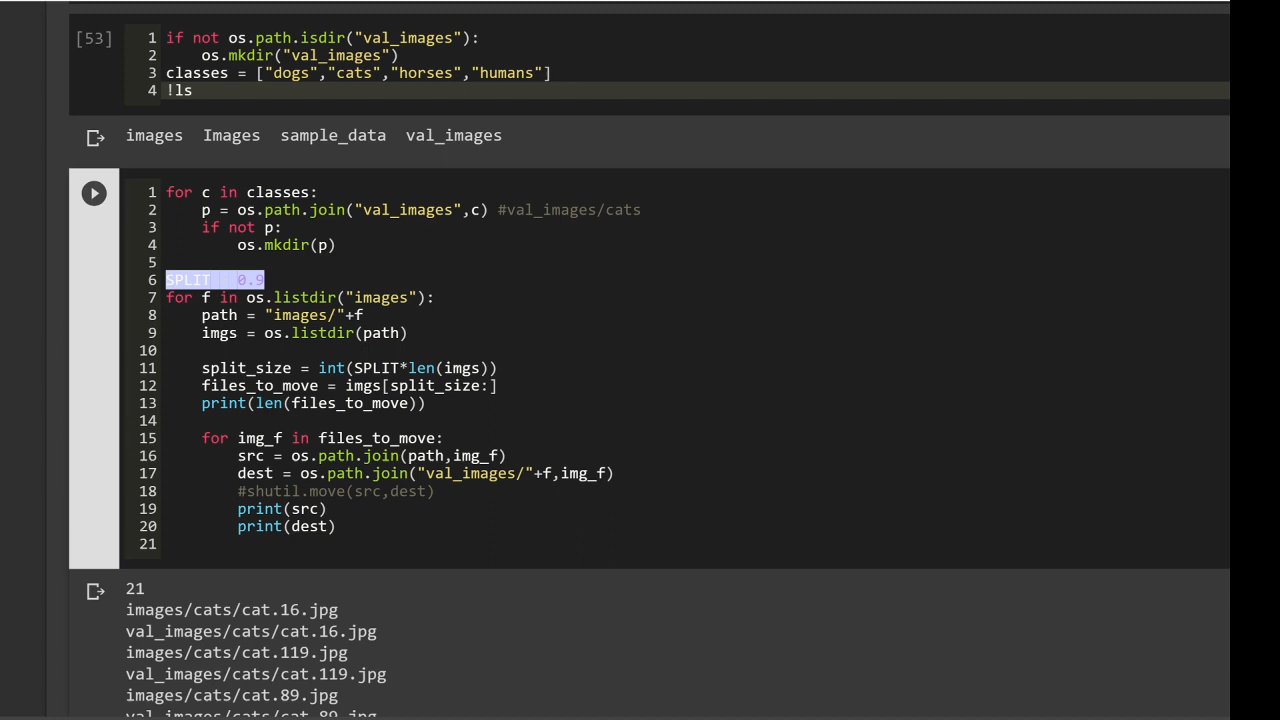 [53]
1 if not os.path.isdir("val_images"):
2     os.mkdir("val_images")
3 classes = ["dogs","cats","horses","humans"]
4 !ls
images  Images  sample_data  val_images
1 for c in classes:
2     p = os.path.join("val_images",c) #val_images/cats
3     if not p:
4         os.mkdir(p)
5
6 SPLIT   0.9
7 for f in os.listdir("images"):
8     path = "images/"+f
9     imgs = os.listdir(path)
10
11     split_size = int(SPLIT*len(imgs))
12     files_to_move = imgs[split_size:]
13     print(len(files_to_move))
14
15     for img_f in files_to_move:
16         src = os.path.join(path,img_f)
17         dest = os.path.join("val_images/"+f,img_f)
18         #shutil.move(src,dest)
19         print(src)
20         print(dest)
21
21
images/cats/cat.16.jpg
val_images/cats/cat.16.jpg
images/cats/cat.119.jpg
val_images/cats/cat.119.jpg
images/cats/cat.89.jpg
val_images/cats/cat.89.jpg